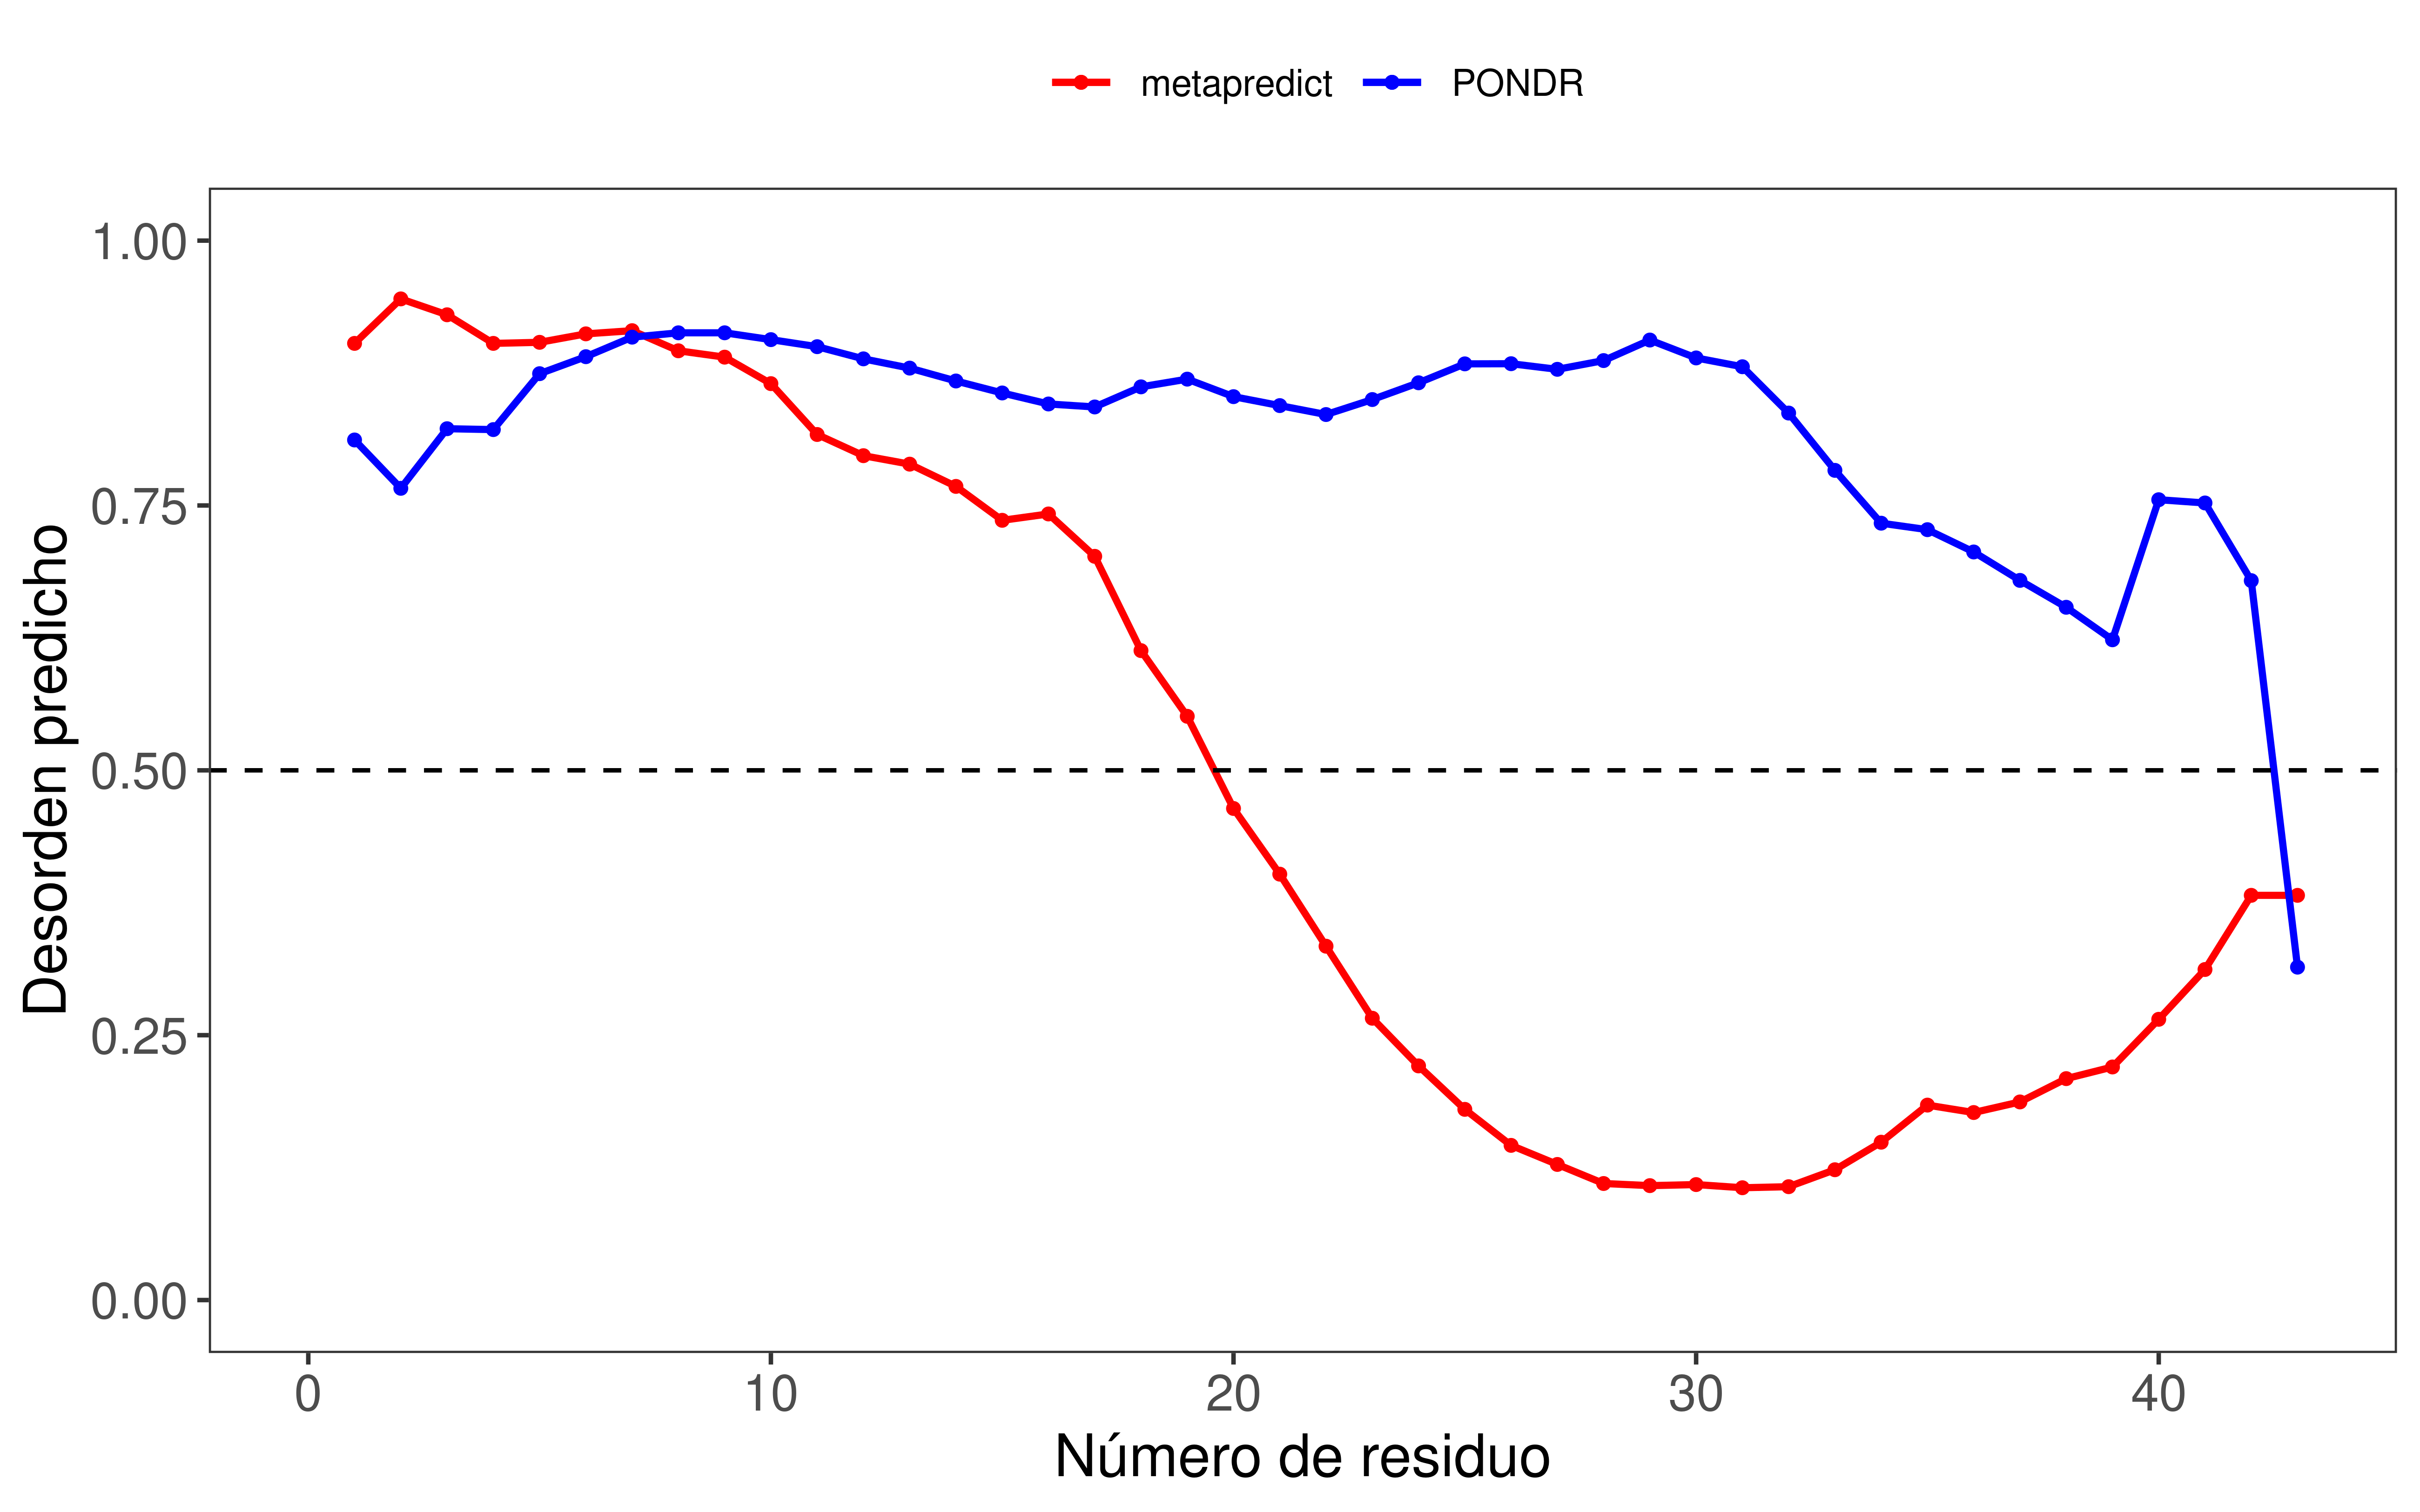 metapredict PONDR
1.00
0.75
0.50
0.25
0.00
Desorden predicho
0 10 20 30 40
Número de residuo